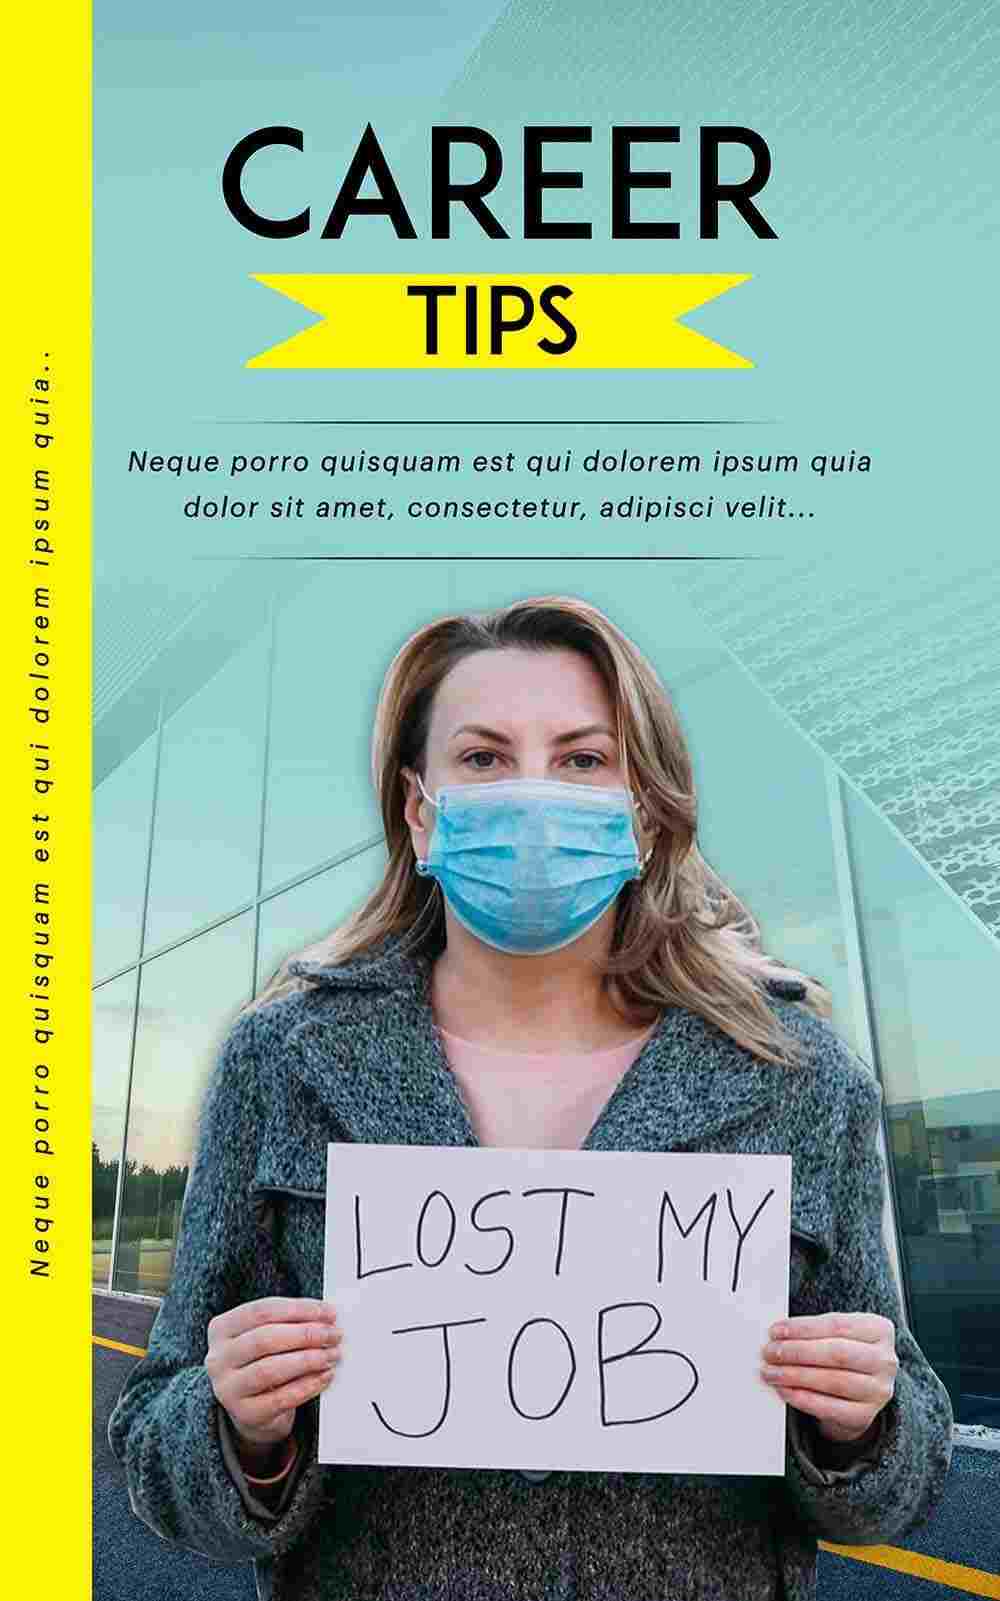 CAREER
TIPS
Neque porro quisquam est qui dolorem ipsum quia
dolor sit amet, consectetur, adipisci velit...
Neque porro quisquam est qui dolorem ipsum quia..
LOST MY
JOB